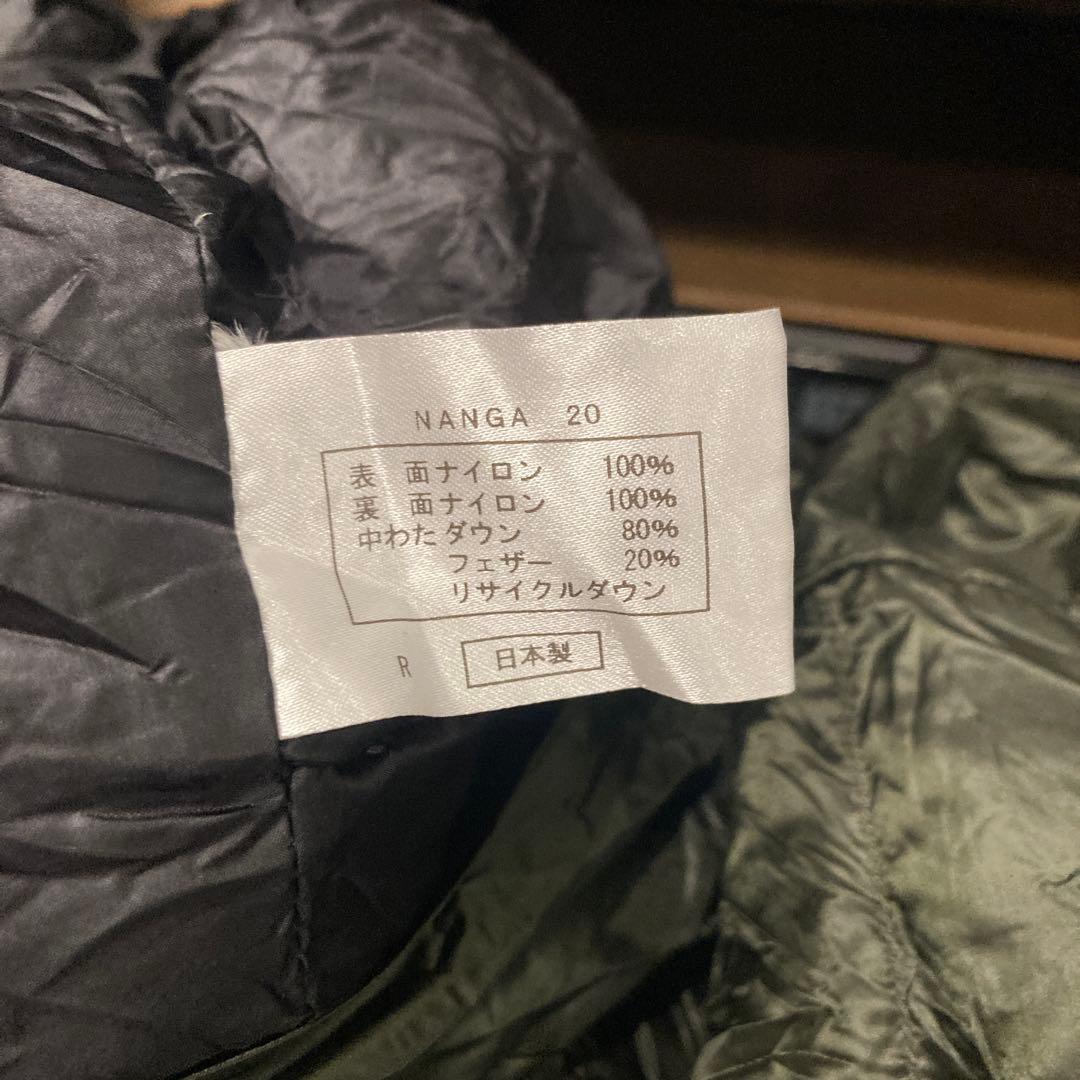 NANGA 20
表 面ナイロン 100%
裏 面ナイロン 100%
中わたダウン 80%
フェザー 20%
リサイクルダウン
R 日本製